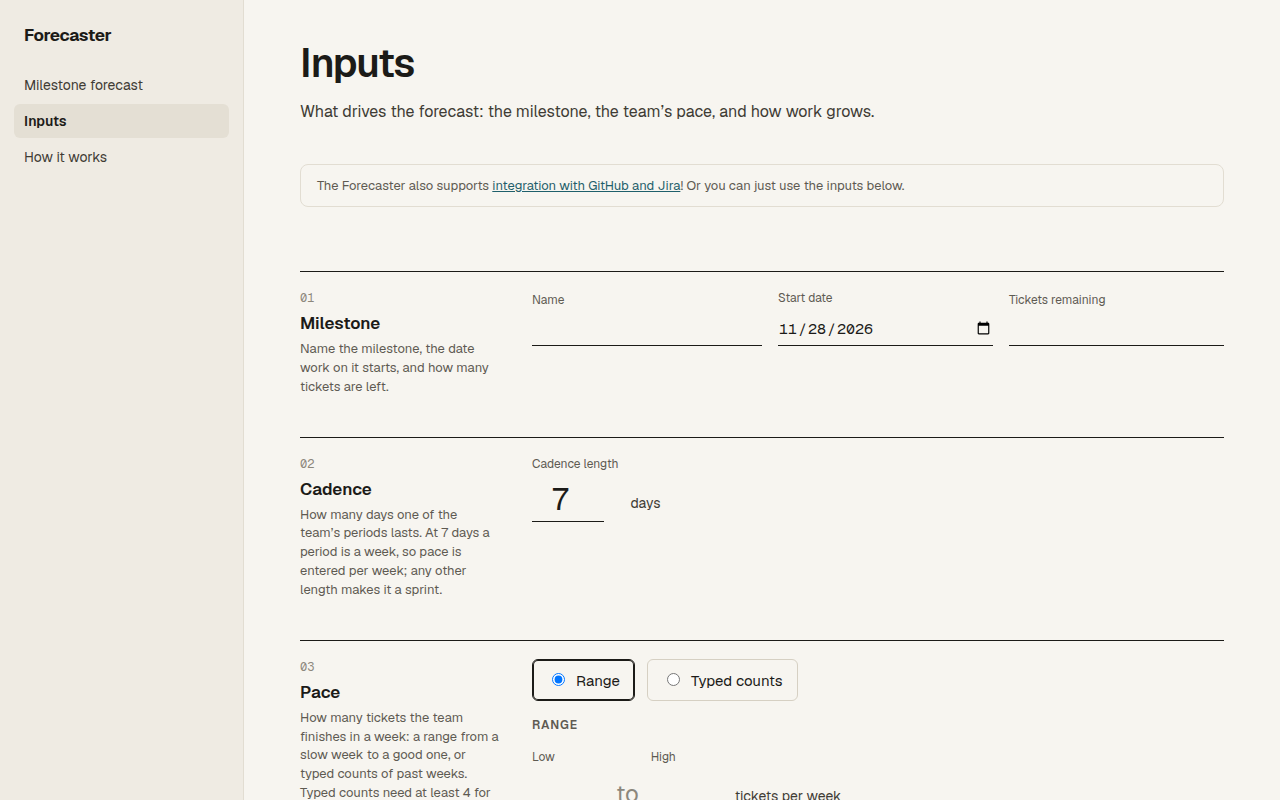 Forecaster
Milestone forecast
Inputs
How it works
Inputs
What drives the forecast: the milestone, the team’s pace, and how work grows.
The Forecaster also supports integration with GitHub and Jira! Or you can just use the inputs below.
01
Milestone
Name the milestone, the date
work on it starts, and how many
tickets are left.
Name
Start date
Tickets remaining
11/28/2026
02
Cadence
How many days one of the
team’s periods lasts. At 7 days a
period is a week, so pace is
entered per week; any other
length makes it a sprint.
Cadence length
7 days
03
Pace
How many tickets the team
finishes in a week: a range from a
slow week to a good one, or
typed counts of past weeks.
Typed counts need at least 4 for
Range
Typed counts
RANGE
Low
High
to
tickets per week